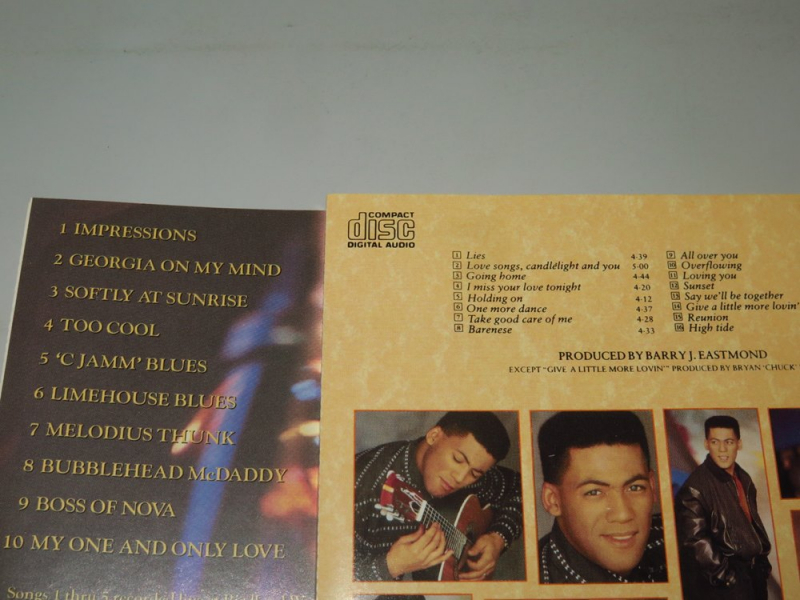 1 IMPRESSIONS
2 GEORGIA ON MY MIND
3 SOFTLY AT SUNRISE
4 TOO COOL
5 ‘C JAMM’ BLUES
6 LIMEHOUSE BLUES
7 MELODIUS THUNK
8 BUBBLEHEAD McDADDY
9 BOSS OF NOVA
10 MY ONE AND ONLY LOVE
Songs 1 thru 5 recorded
COMPACT
disc
DIGITAL AUDIO
1 Lies 4·39
2 Love songs, candlelight and you 5·00
3 Going home 4·44
4 I miss your love tonight 4·20
5 Holding on 4·12
6 One more dance 4·37
7 Take good care of me 4·28
8 Barenese 4·33
9 All over you
10 Overflowing
11 Loving you
12 Sunset
13 Say we'll be together
14 Give a little more lovin'
15 Reunion
16 High tide
PRODUCED BY BARRY J. EASTMOND
EXCEPT "GIVE A LITTLE MORE LOVIN'" PRODUCED BY BRYAN 'CHUCK'